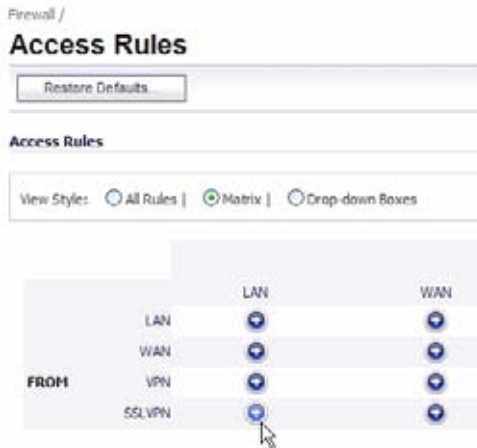 Firewall /
Access Rules
Restore Defaults...
Access Rules
View Style: All Rules | Matrix | Drop-down Boxes
LAN WAN
LAN
WAN
FROM VPN
SSLVPN